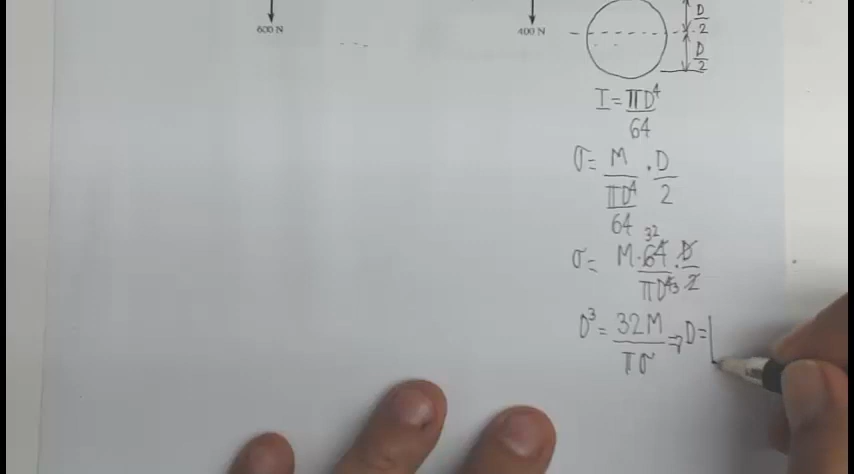 600 N
400 N
D/2
D/2
I = πD⁴/64
σ = M/(πD⁴/64) · D/2
32
σ = M·64/πD⁴ · D/2
3
D³ = 32M/πσ ⇒ D =